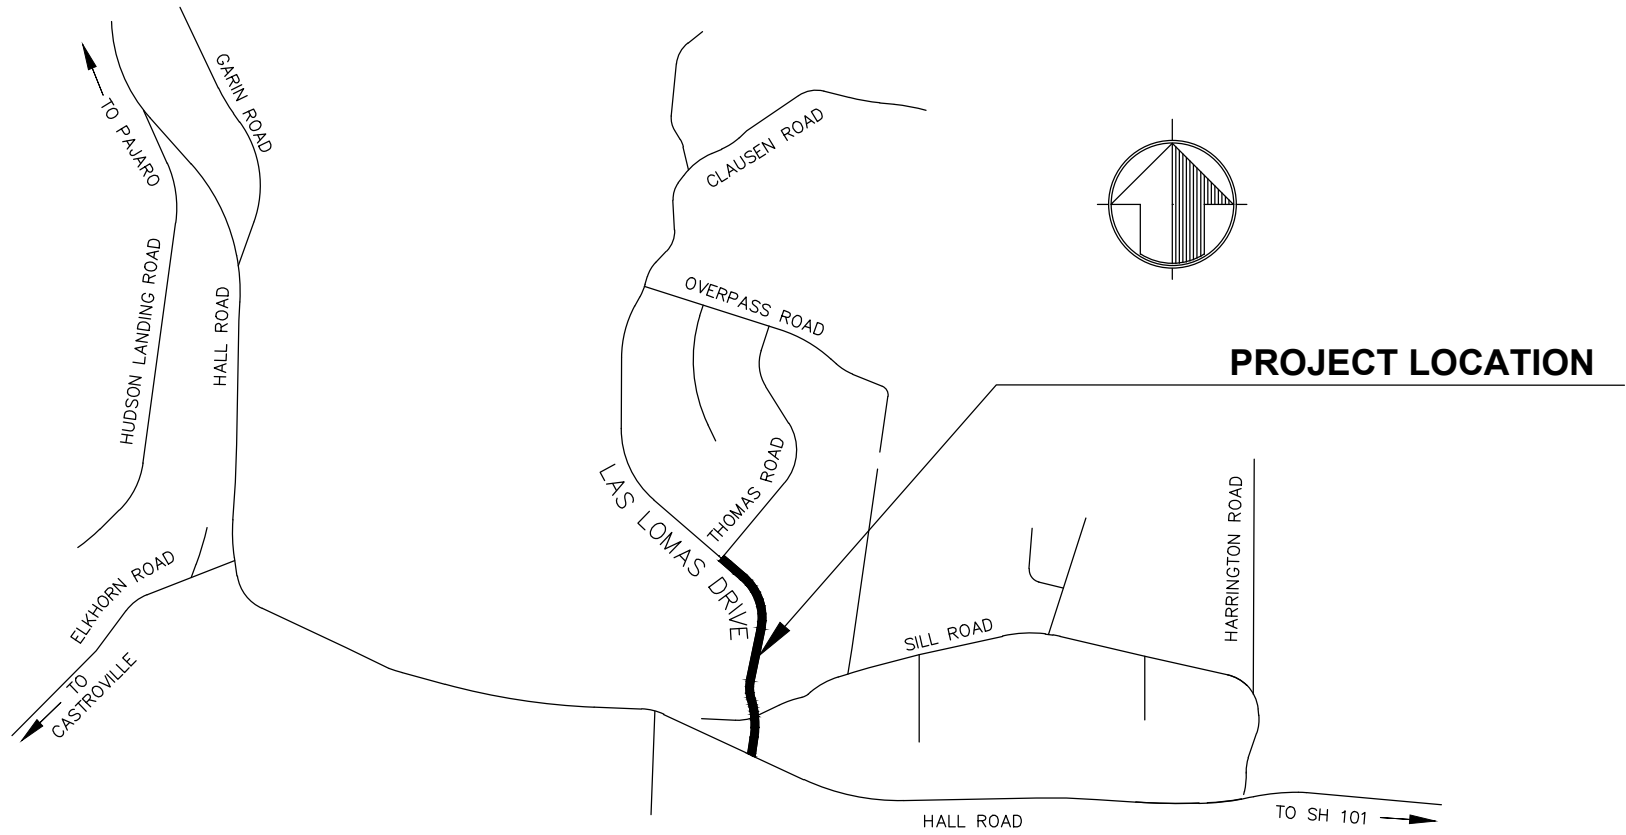 GARIN ROAD
TO PAJARO
CLAUSEN ROAD
HUDSON LANDING ROAD
HALL ROAD
OVERPASS ROAD
PROJECT LOCATION
THOMAS ROAD
LAS LOMAS DRIVE
HARRINGTON ROAD
ELKHORN ROAD
SILL ROAD
TO
CASTROVILLE
HALL ROAD
TO SH 101